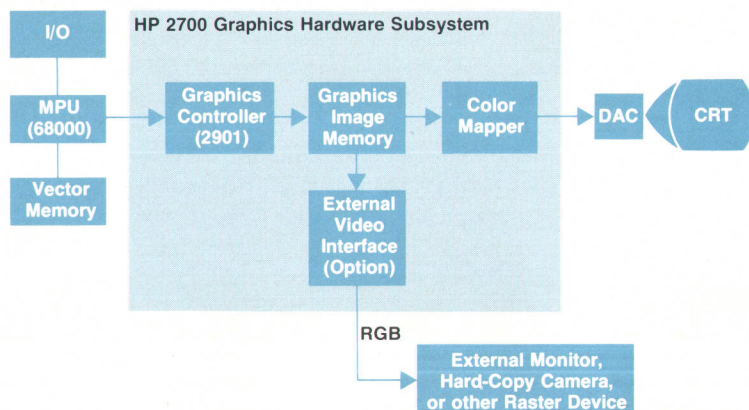 HP 2700 Graphics Hardware Subsystem
I/O
MPU
(68000)
Vector
Memory
Graphics
Controller
(2901)
Graphics
Image
Memory
Color
Mapper
DAC
CRT
External
Video
Interface
(Option)
RGB
External Monitor,
Hard-Copy Camera,
or other Raster Device